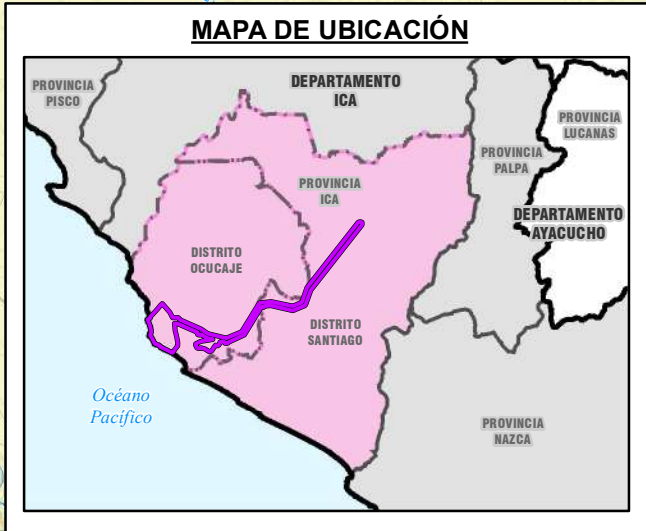 MAPA DE UBICACIÓN
PROVINCIA
PISCO
DEPARTAMENTO
ICA
PROVINCIA
LUCANAS
PROVINCIA
PALPA
PROVINCIA
ICA
DEPARTAMENTO
AYACUCHO
DISTRITO
OCUCAJE
DISTRITO
SANTIAGO
Océano
Pacífico
PROVINCIA
NAZCA